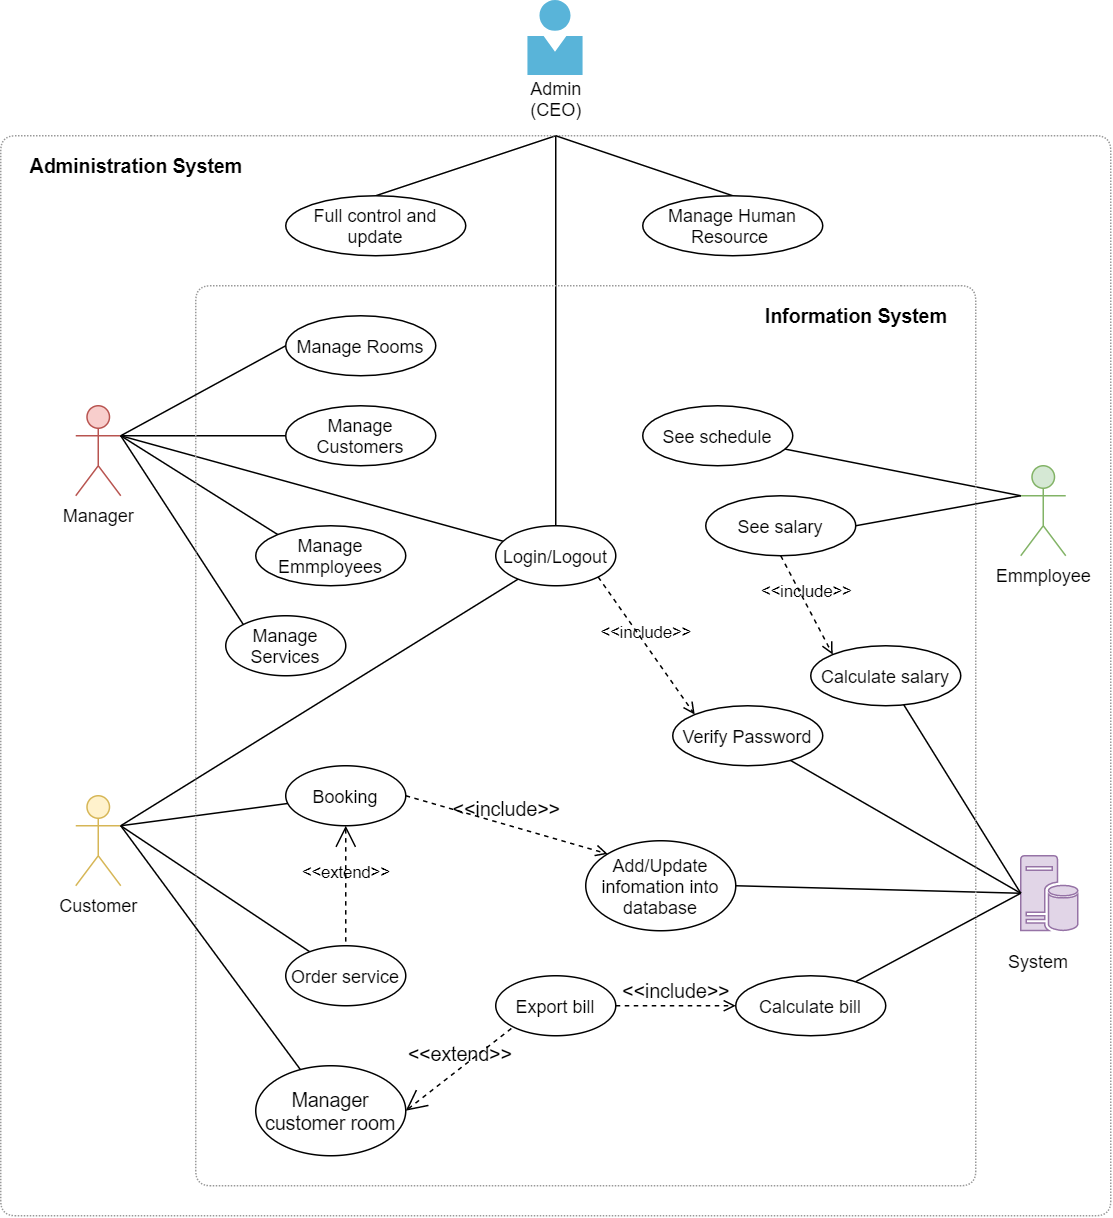 Admin
(CEO)
Administration System
Full control and
update
Manage Human
Resource
Information System
Manage Rooms
Manage
Customers
See schedule
Manager
See salary
Manage
Emmployees
Login/Logout
Emmployee
<<include>>
<<include>>
Manage
Services
Calculate salary
Verify Password
Booking
<<include>>
<<extend>>
Add/Update
infomation into
database
Customer
System
Order service
Export bill
<<include>>
Calculate bill
<<extend>>
Manager
customer room